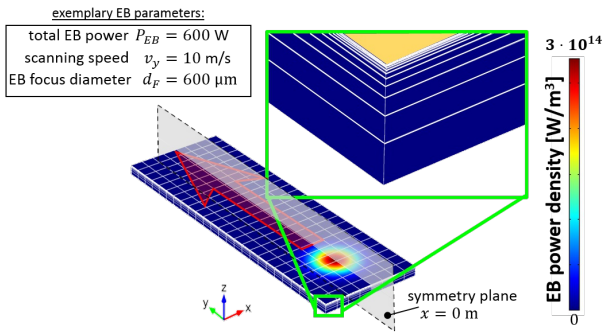 exemplary EB parameters:
total EB power P_EB = 600 W
scanning speed v_y = 10 m/s
EB focus diameter d_F = 600 µm
3 · 10^14
EB power density [W/m³]
0
z
y
x
symmetry plane
x = 0 m